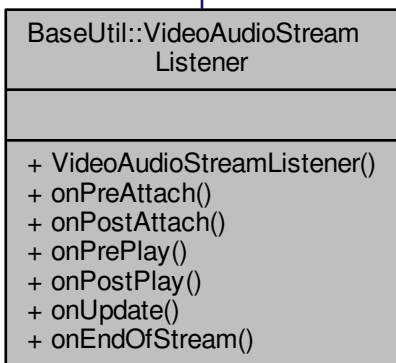 BaseUtil::VideoAudioStream
Listener
+ VideoAudioStreamListener()
+ onPreAttach()
+ onPostAttach()
+ onPrePlay()
+ onPostPlay()
+ onUpdate()
+ onEndOfStream()